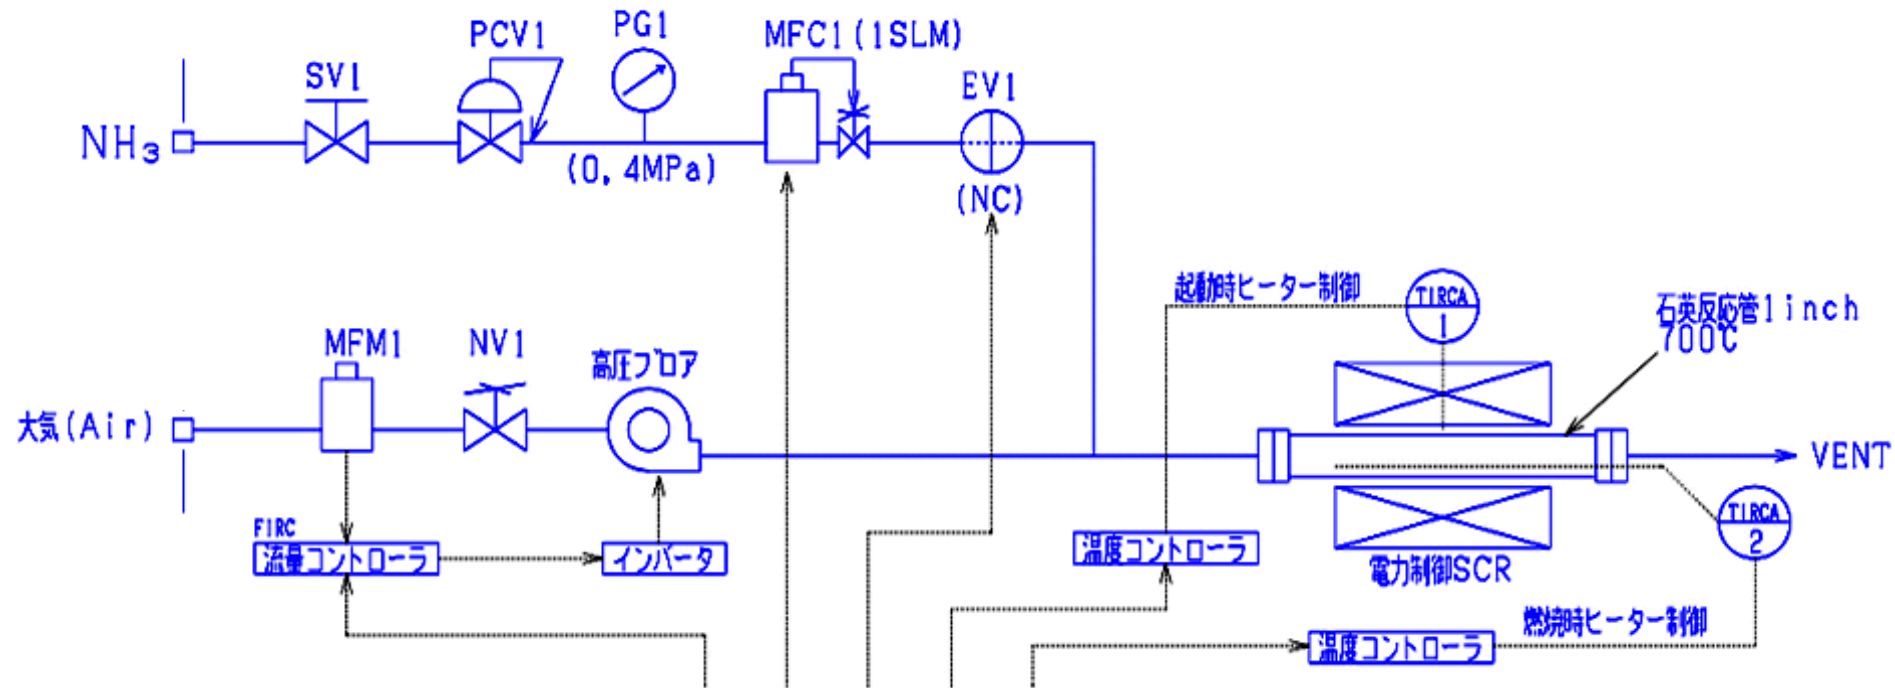 PCV1
PG1
MFC1(1SLM)
SV1
EV1
NH₃
(0,4MPa)
(NC)
起動時ヒーター制御
TIRCA
1
石英反応管1inch
700℃
MFM1
NV1
高圧ブロア
大気(Air)
VENT
FIRC
流量コントローラ
インバータ
温度コントローラ
電力制御SCR
TIRCA
2
燃焼時ヒーター制御
温度コントローラ